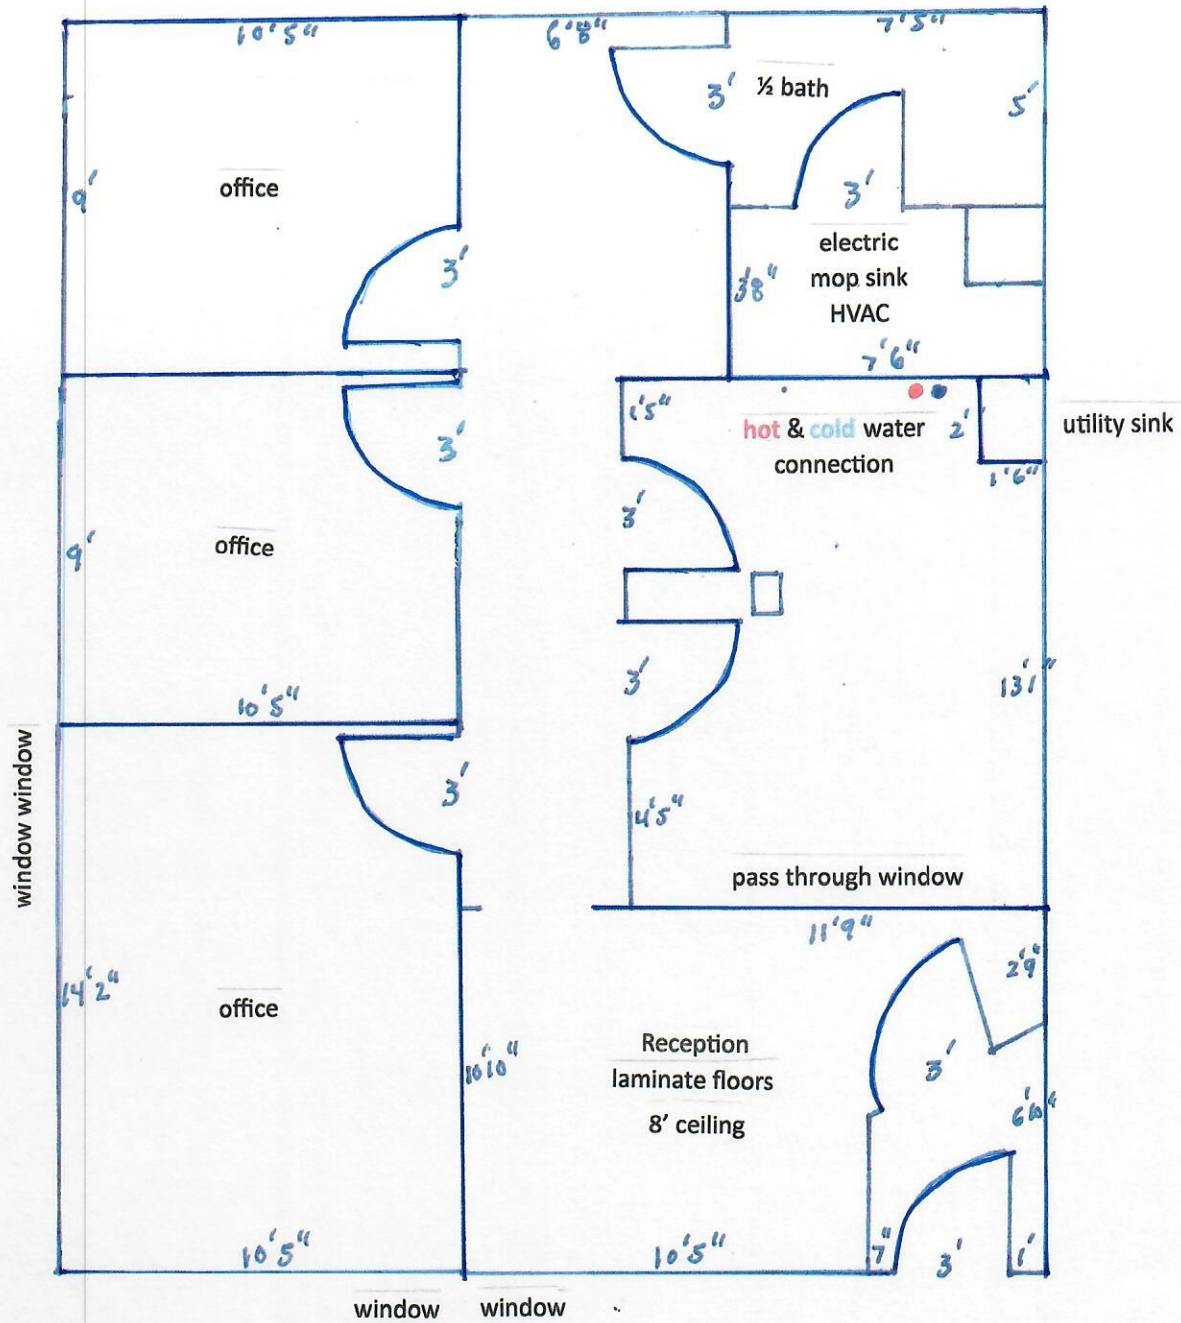 10'5"
6'8"
7'5"
3'
½ bath
5'
9'
office
3'
3'
electric
mop sink
HVAC
3'8"
7'6"
1'5"
hot & cold water
connection
2'
1'6"
utility sink
3'
3'
9'
office
3'
13'1"
10'5"
window window
3'
4'5"
pass through window
11'9"
14'2"
office
10'10"
Reception
laminate floors
8' ceiling
2'9"
3'
6'10"
10'5"
10'5"
7"
3'
1'
window
window